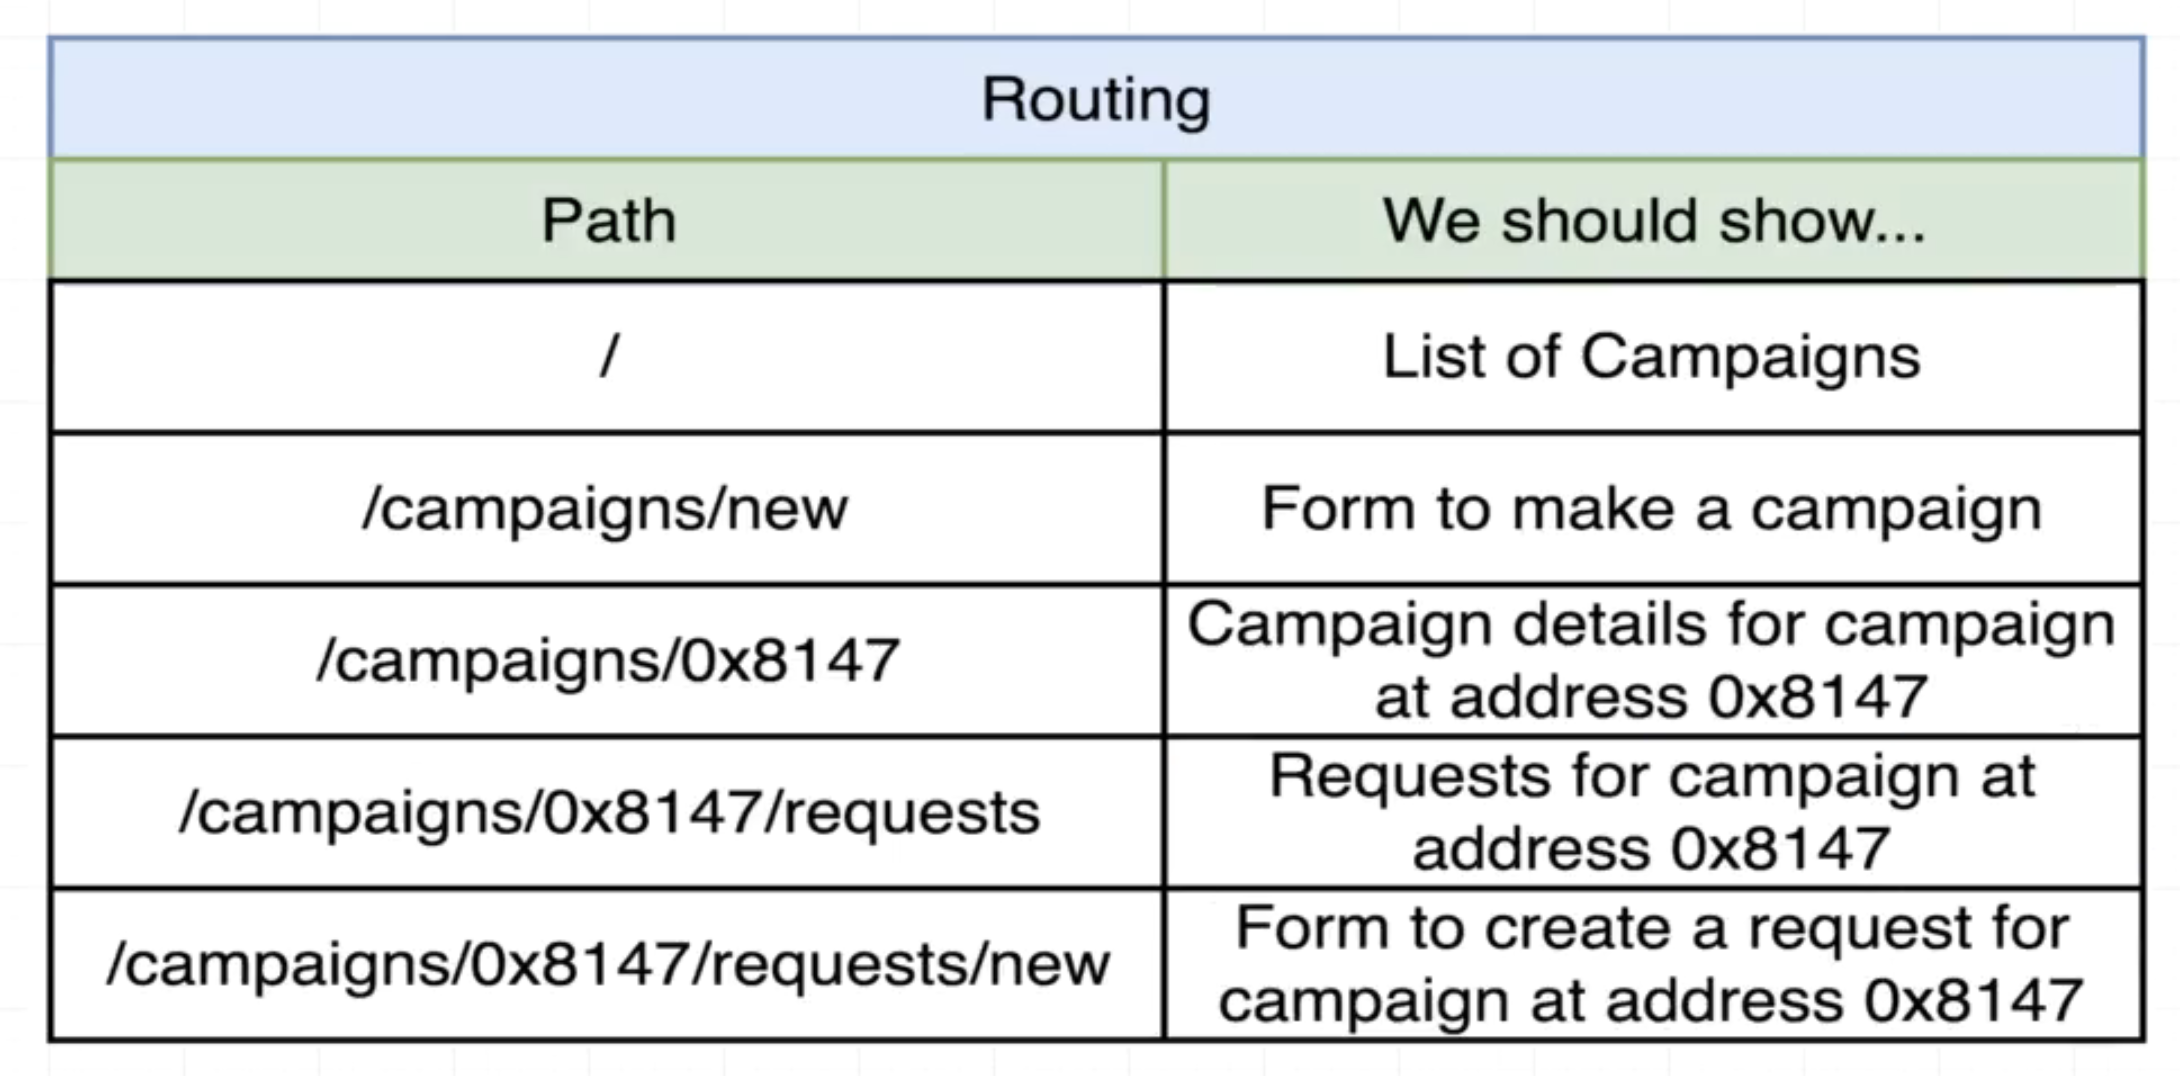 Routing
Path
We should show...
/
List of Campaigns
/campaigns/new
Form to make a campaign
/campaigns/0x8147
Campaign details for campaign
at address 0x8147
/campaigns/0x8147/requests
Requests for campaign at
address 0x8147
/campaigns/0x8147/requests/new
Form to create a request for
campaign at address 0x8147